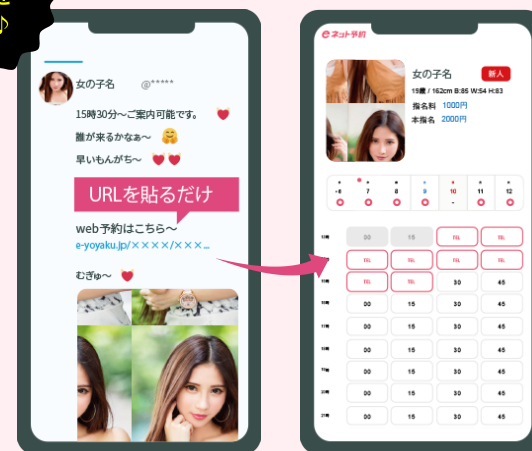 ♪
女の子名 @*****
15時30分〜ご案内可能です。
誰が来るかなぁ〜
早いもんがち〜
URLを貼るだけ
web予約はこちら〜
e-yoyaku.jp/××××/×××...
むぎゅ〜
eネット予約
女の子名 新人
19歳 / 162cm B:85 W:54 H:83
指名料 1000円
本指名 2000円
6 7 8 9 10 11 12
-
00 15 TEL TEL
TEL TEL TEL TEL
TEL TEL 30 45
00 15 30 45
00 15 30 45
00 15 30 45
00 15 30 45
00 15 30 45
00 15 30 45